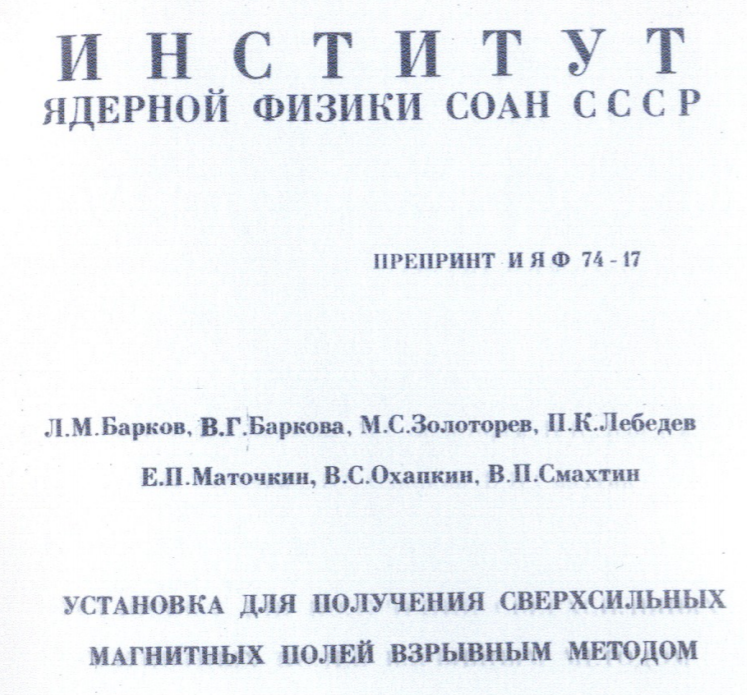 ИНСТИТУТ
ЯДЕРНОЙ ФИЗИКИ СОАН СССР
ПРЕПРИНТ ИЯФ 74-17
Л.М.Барков, В.Г.Баркова, М.С.Золоторев, П.К.Лебедев
Е.П.Маточкин, В.С.Охапкин, В.П.Смахтин
УСТАНОВКА ДЛЯ ПОЛУЧЕНИЯ СВЕРХСИЛЬНЫХ
МАГНИТНЫХ ПОЛЕЙ ВЗРЫВНЫМ МЕТОДОМ